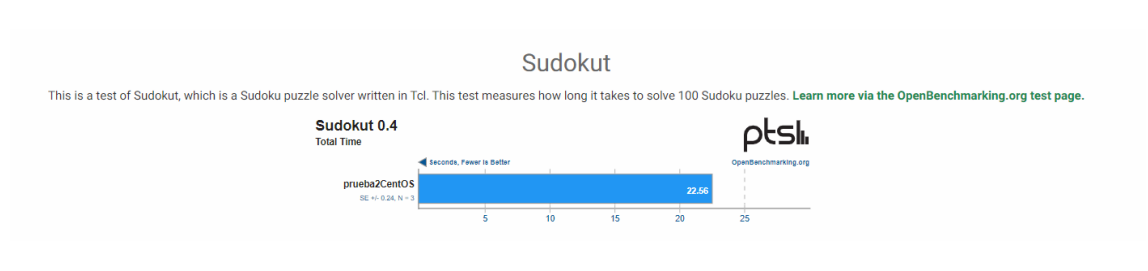 Sudokut
This is a test of Sudokut, which is a Sudoku puzzle solver written in Tcl. This test measures how long it takes to solve 100 Sudoku puzzles. Learn more via the OpenBenchmarking.org test page.
Sudokut 0.4
Total Time
ptsl
Seconds, Fewer Is Better
OpenBenchmarking.org
prueba2CentOS
SE +/- 0.24, N = 3
22.56
5 10 15 20 25